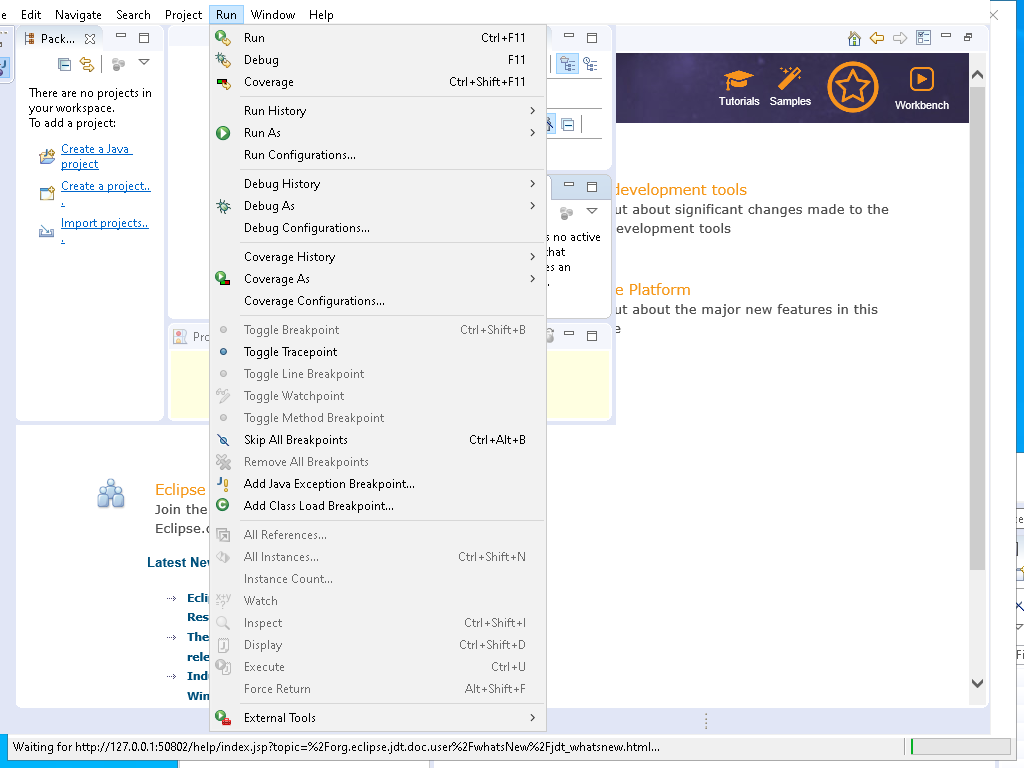 e Edit Navigate Search Project Run Window Help
Pack...
There are no projects in
your workspace.
To add a project:
Create a Java
project
Create a project..
.
Import projects..
.
Run Ctrl+F11
Debug F11
Coverage Ctrl+Shift+F11
Run History
Run As
Run Configurations...
Debug History
Debug As
Debug Configurations...
Coverage History
Coverage As
Coverage Configurations...
Toggle Breakpoint Ctrl+Shift+B
Toggle Tracepoint
Toggle Line Breakpoint
Toggle Watchpoint
Toggle Method Breakpoint
Skip All Breakpoints Ctrl+Alt+B
Remove All Breakpoints
Add Java Exception Breakpoint...
Add Class Load Breakpoint...
All References...
All Instances... Ctrl+Shift+N
Instance Count...
Watch
Inspect Ctrl+Shift+I
Display Ctrl+Shift+D
Execute Ctrl+U
Force Return Alt+Shift+F
External Tools
Tutorials Samples Workbench
development tools
ut about significant changes made to the
evelopment tools
s no active
hat
es an
.
e Platform
ut about the major new features in this
e
Pro
Eclipse
Join the
Eclipse.c
Latest Nev
Ecli
Res
The
rele
Ind
Win
Waiting for http://127.0.0.1:50802/help/index.jsp?topic=%2Forg.eclipse.jdt.doc.user%2FwhatsNew%2Fjdt_whatsnew.html...